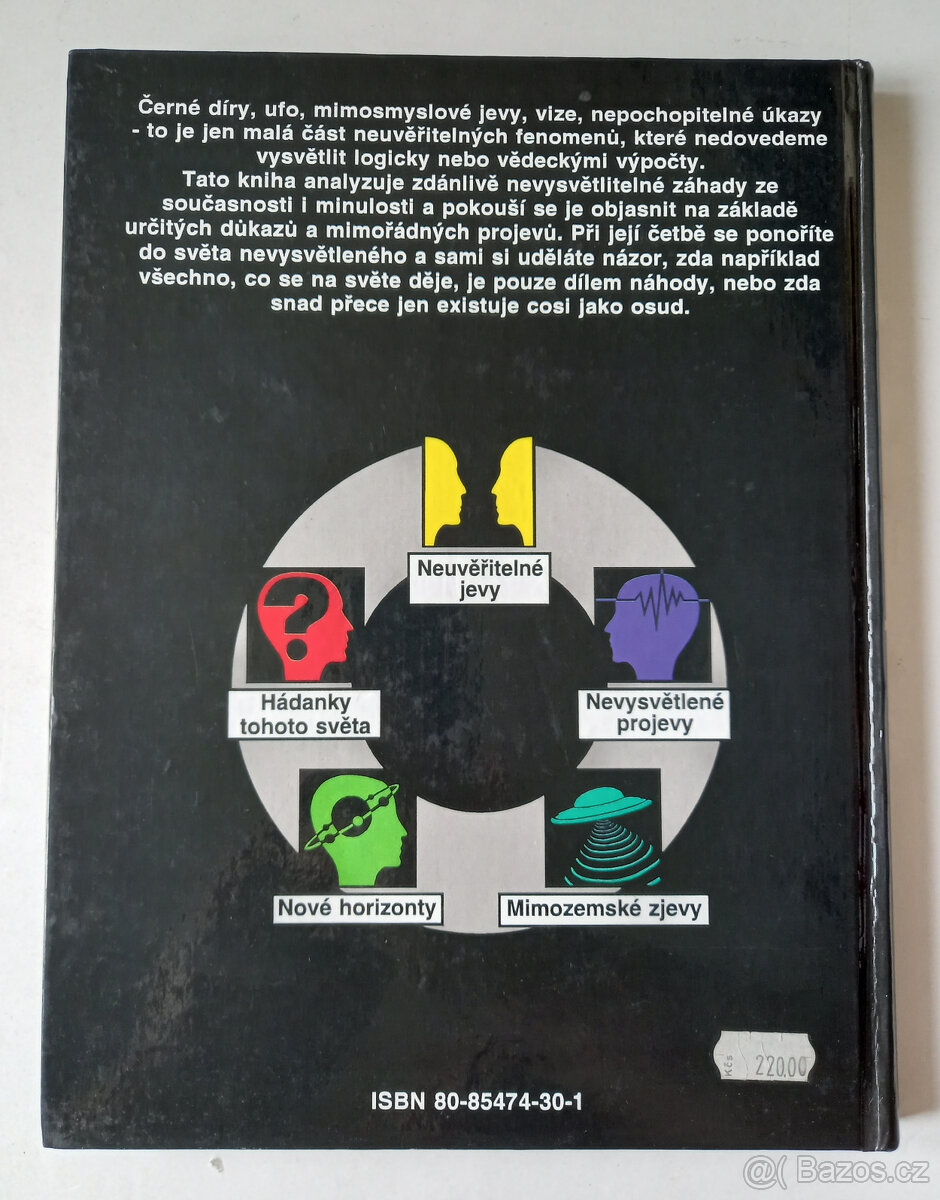 Černé díry, ufo, mimosmyslové jevy, vize, nepochopitelné úkazy
- to je jen malá část neuvěřitelných fenomenů, které nedovedeme
vysvětlit logicky nebo vědeckými výpočty.
Tato kniha analyzuje zdánlivě nevysvětlitelné záhady ze
současnosti i minulosti a pokouší se je objasnit na základě
určitých důkazů a mimořádných projevů. Při její četbě se ponoříte
do světa nevysvětleného a sami si uděláte názor, zda například
všechno, co se na světe děje, je pouze dílem náhody, nebo zda
snad přece jen existuje cosi jako osud.
Neuvěřitelné
jevy
Hádanky
tohoto světa
Nevysvětlené
projevy
Nové horizonty
Mimozemské zjevy
Kčs 220,00
ISBN 80-85474-30-1
@( Bazos.cz